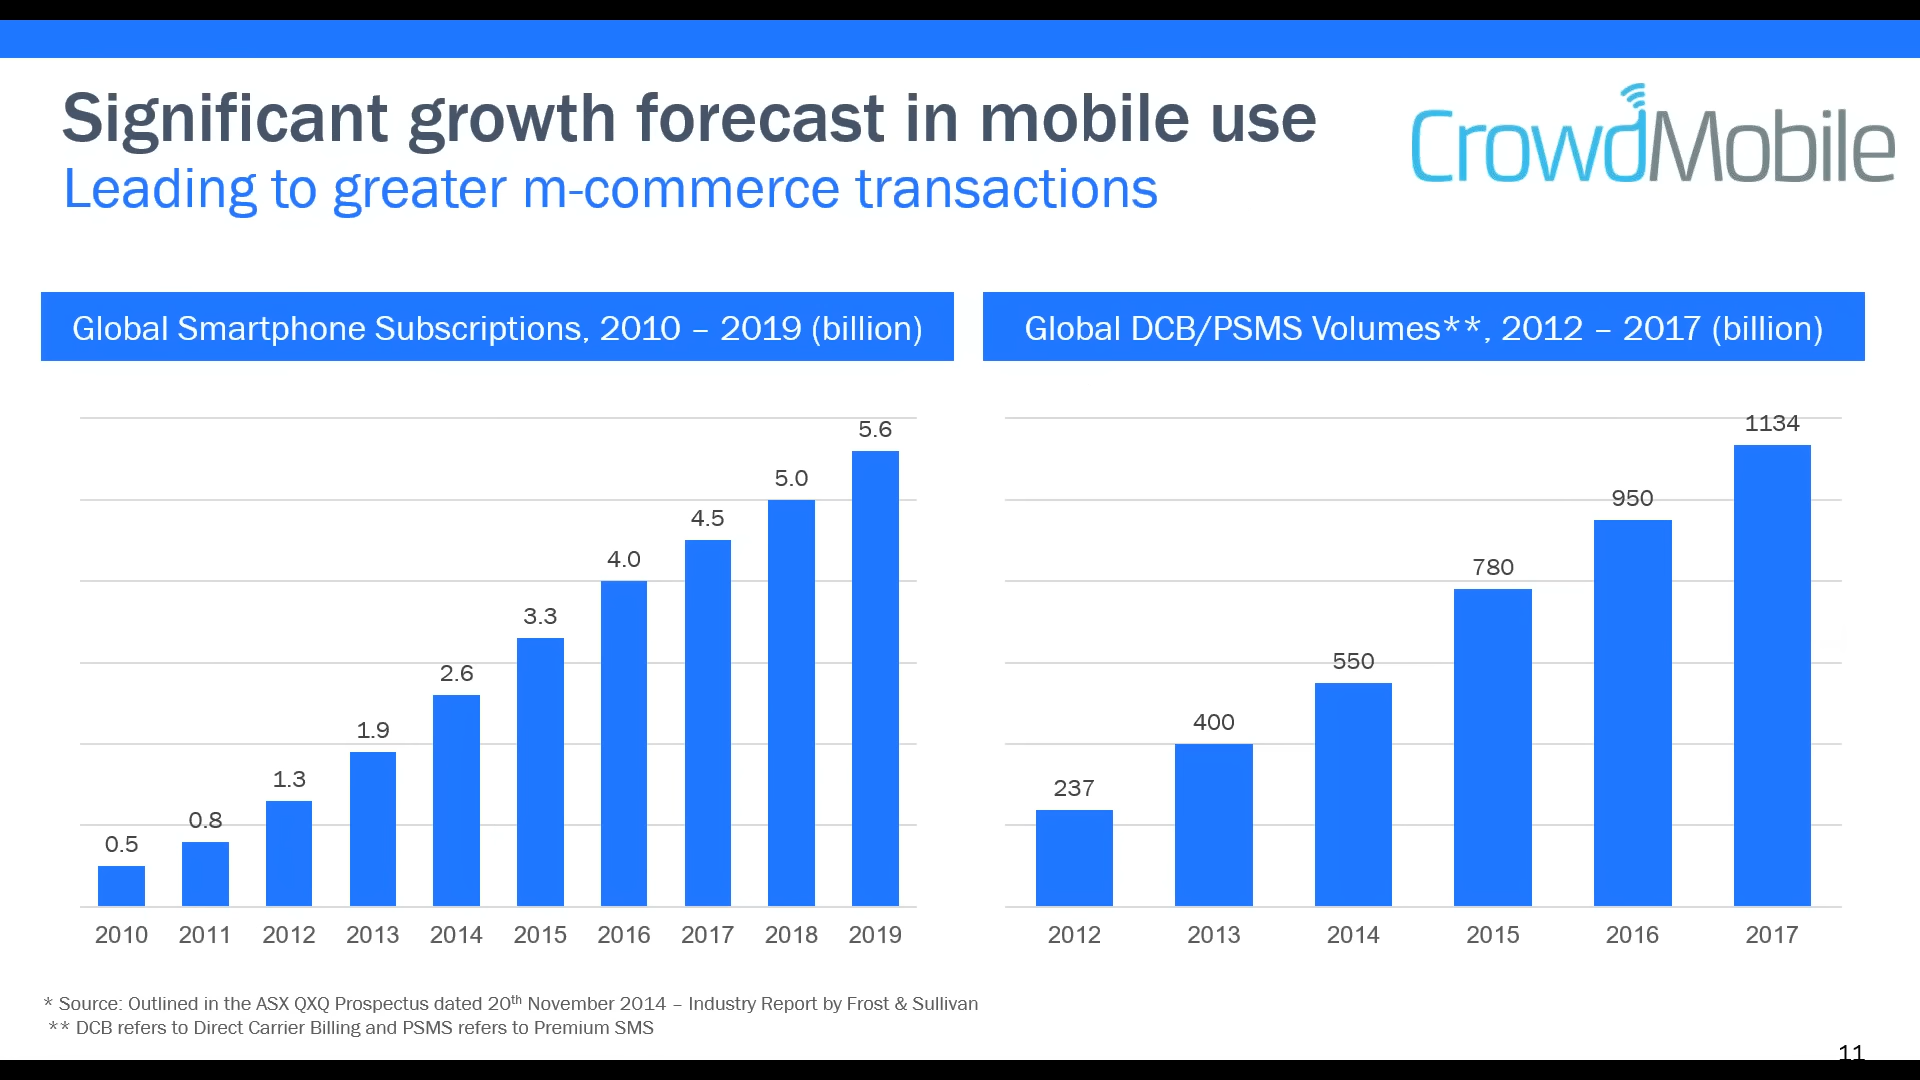 Significant growth forecast in mobile use
Leading to greater m-commerce transactions
CrowdMobile
Global Smartphone Subscriptions, 2010 – 2019 (billion)
0.5
0.8
1.3
1.9
2.6
3.3
4.0
4.5
5.0
5.6
2010 2011 2012 2013 2014 2015 2016 2017 2018 2019
Global DCB/PSMS Volumes**, 2012 – 2017 (billion)
237
400
550
780
950
1134
2012 2013 2014 2015 2016 2017
* Source: Outlined in the ASX QXQ Prospectus dated 20th November 2014 – Industry Report by Frost & Sullivan
** DCB refers to Direct Carrier Billing and PSMS refers to Premium SMS
11